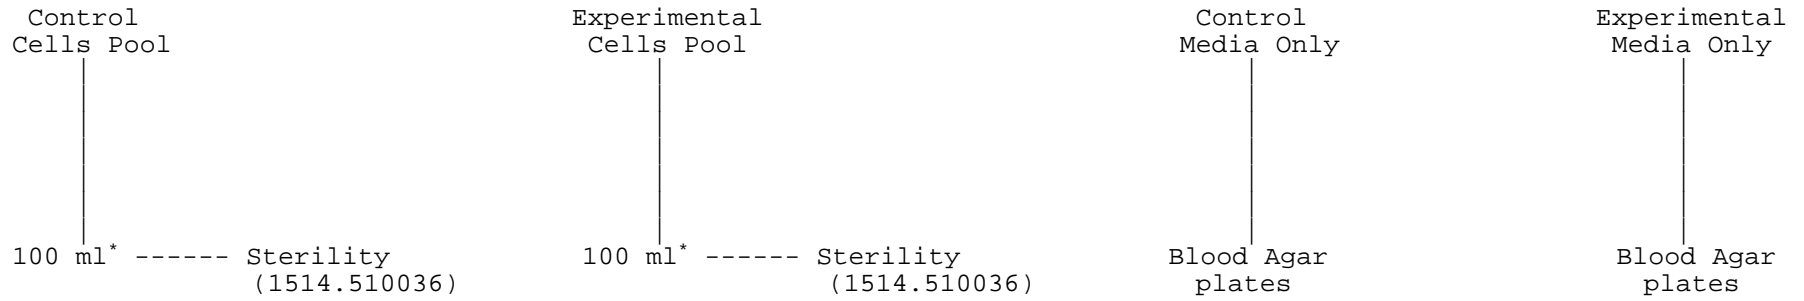 Control Experimental Control Experimental
Cells Pool Cells Pool Media Only Media Only
100 ml* ------ Sterility 100 ml* ------ Sterility Blood Agar Blood Agar
(1514.510036) (1514.510036) plates plates